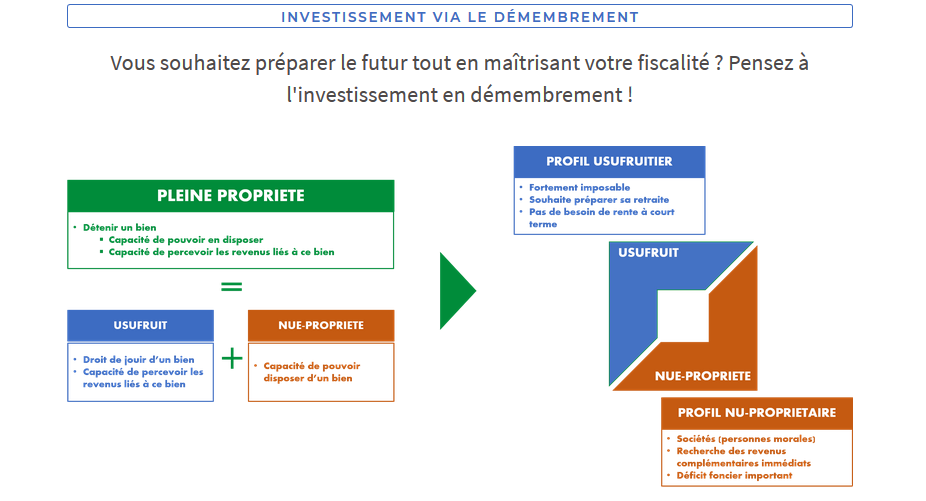 INVESTISSEMENT VIA LE DÉMEMBREMENT
Vous souhaitez préparer le futur tout en maîtrisant votre fiscalité ? Pensez à
l'investissement en démembrement !
PLEINE PROPRIETE
• Détenir un bien
▪ Capacité de pouvoir en disposer
▪ Capacité de percevoir les revenus liés à ce bien
=
USUFRUIT
• Droit de jouir d'un bien
• Capacité de percevoir les
revenus liés à ce bien
+
NUE-PROPRIETE
• Capacité de pouvoir
disposer d'un bien
PROFIL USUFRUITIER
• Fortement imposable
• Souhaite préparer sa retraite
• Pas de besoin de rente à court
terme
USUFRUIT
NUE-PROPRIETE
PROFIL NU-PROPRIETAIRE
• Sociétés (personnes morales)
• Recherche des revenus
complémentaires immédiats
• Déficit foncier important